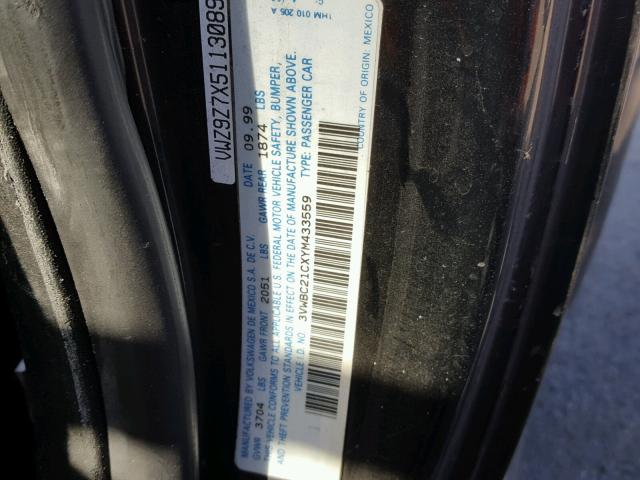 VWZ9Z7X5113089
MANUFACTURED BY VOLKSWAGEN DE MEXICO S.A. DE C.V. DATE 09.99
GVWR 3704 LBS GAWR FRONT 2051 LBS GAWR REAR 1874 LBS
THIS VEHICLE CONFORMS TO ALL APPLICABLE U.S. FEDERAL MOTOR VEHICLE SAFETY, BUMPER,
AND THEFT PREVENTION STANDARDS IN EFFECT ON THE DATE OF MANUFACTURE SHOWN ABOVE.
VEHICLE I.D. NO. 3VWBC21CXYM433559 TYPE: PASSENGER CAR
1HM 010 205 A
COUNTRY OF ORIGIN: MEXICO